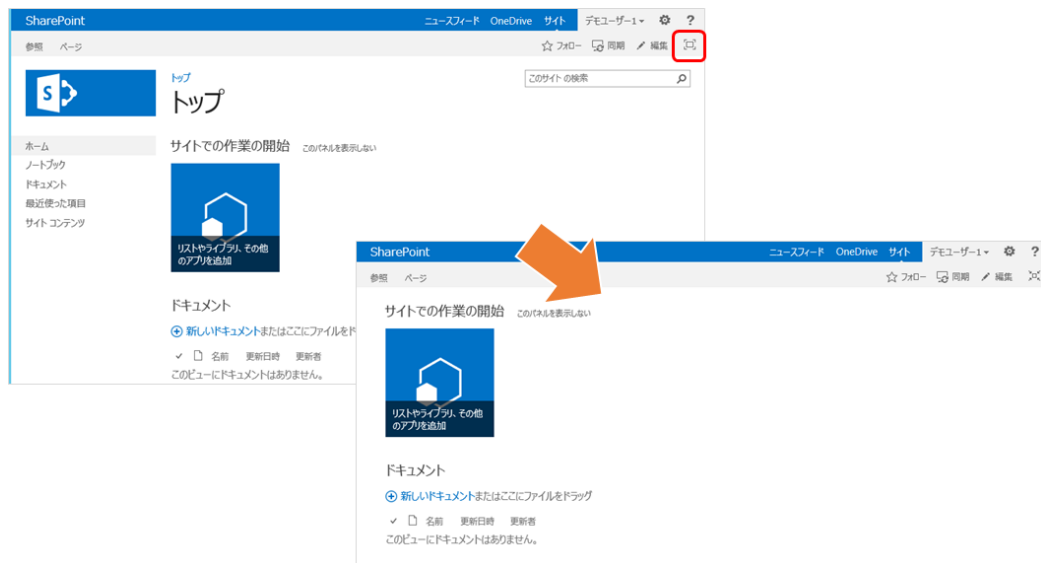 SharePoint ニュースフィード OneDrive サイト デモユーザー1 ?
参照 ページ フォロー 同期 編集
S
トップ
このサイト の検索
トップ
ホーム
ノートブック
ドキュメント
最近使った項目
サイト コンテンツ
サイトでの作業の開始 このパネルを表示しない
リストやライブラリ、その他
のアプリを追加
ドキュメント
新しいドキュメントまたはここにファイルをド
名前 更新日時 更新者
このビューにドキュメントはありません。
SharePoint ニュースフィード OneDrive サイト デモユーザー1 ?
参照 ページ フォロー 同期 編集
サイトでの作業の開始 このパネルを表示しない
リストやライブラリ、その他
のアプリを追加
ドキュメント
新しいドキュメントまたはここにファイルをドラッグ
名前 更新日時 更新者
このビューにドキュメントはありません。